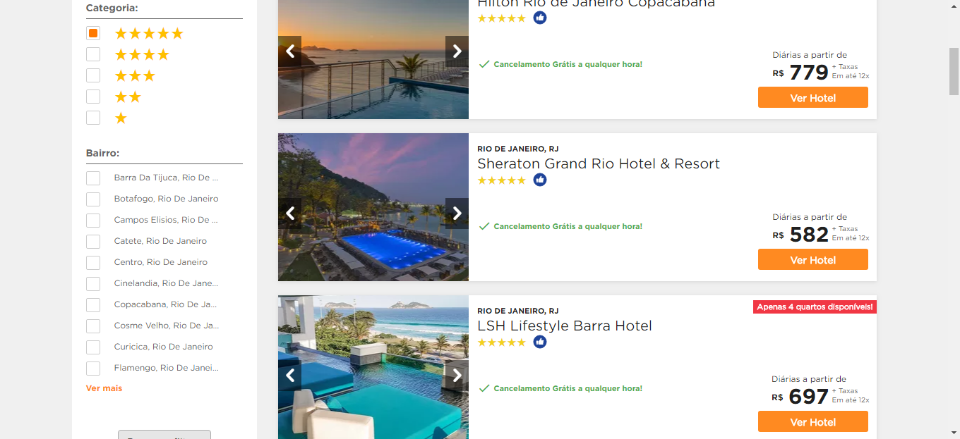 Categoria:
Bairro:
Barra Da Tijuca, Rio De ...
Botafogo, Rio De Janeiro
Campos Elisios, Rio De ...
Catete, Rio De Janeiro
Centro, Rio De Janeiro
Cinelandia, Rio De Jane...
Copacabana, Rio De Ja...
Cosme Velho, Rio De Ja...
Curicica, Rio De Janeiro
Flamengo, Rio De Janei...
Ver mais
Hilton Rio de Janeiro Copacabana
Cancelamento Grátis a qualquer hora!
Diárias a partir de
R$ 779 + Taxas
Em até 12x
Ver Hotel
RIO DE JANEIRO, RJ
Sheraton Grand Rio Hotel & Resort
Cancelamento Grátis a qualquer hora!
Diárias a partir de
R$ 582 + Taxas
Em até 12x
Ver Hotel
RIO DE JANEIRO, RJ
Apenas 4 quartos disponíveis!
LSH Lifestyle Barra Hotel
Cancelamento Grátis a qualquer hora!
Diárias a partir de
R$ 697 + Taxas
Em até 12x
Ver Hotel